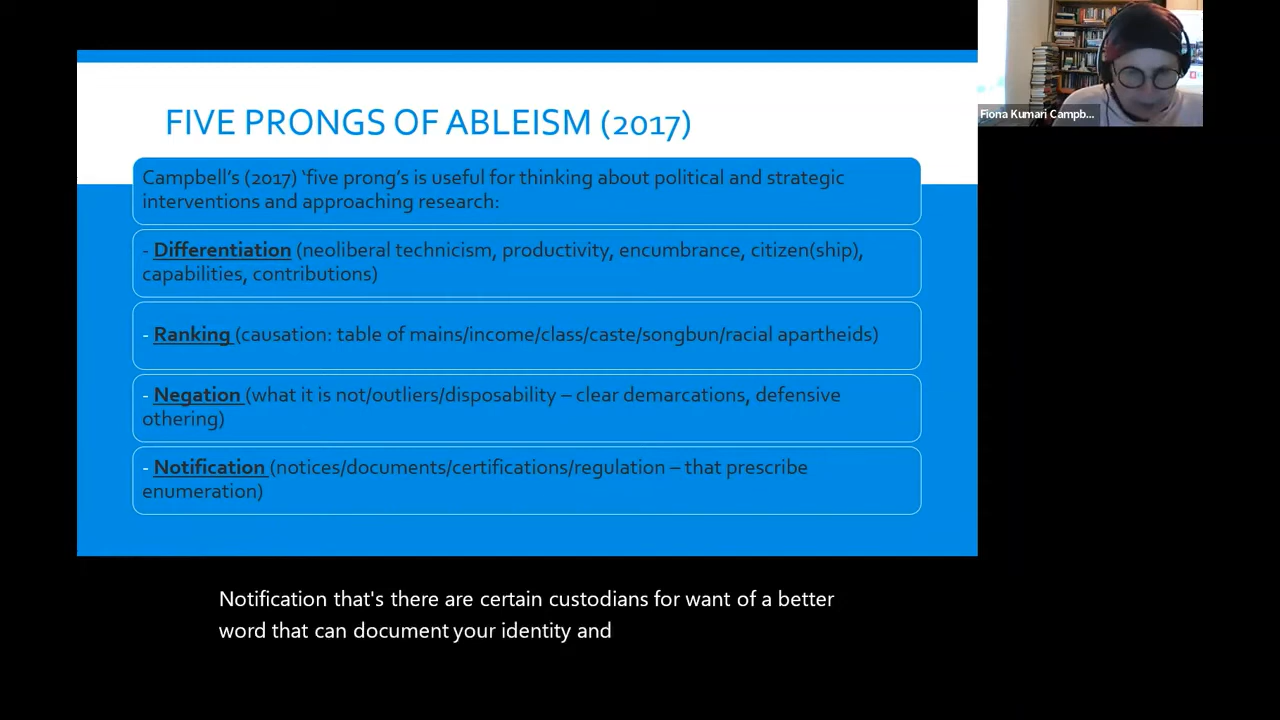 FIVE PRONGS OF ABLEISM (2017)
Campbell's (2017) 'five prong's is useful for thinking about political and strategic
interventions and approaching research:
- Differentiation (neoliberal technicism, productivity, encumbrance, citizen(ship),
capabilities, contributions)
- Ranking (causation: table of mains/income/class/caste/songbun/racial apartheids)
- Negation (what it is not/outliers/disposability – clear demarcations, defensive
othering)
- Notification (notices/documents/certifications/regulation – that prescribe
enumeration)
Fiona Kumari Campb...
Notification that's there are certain custodians for want of a better
word that can document your identity and